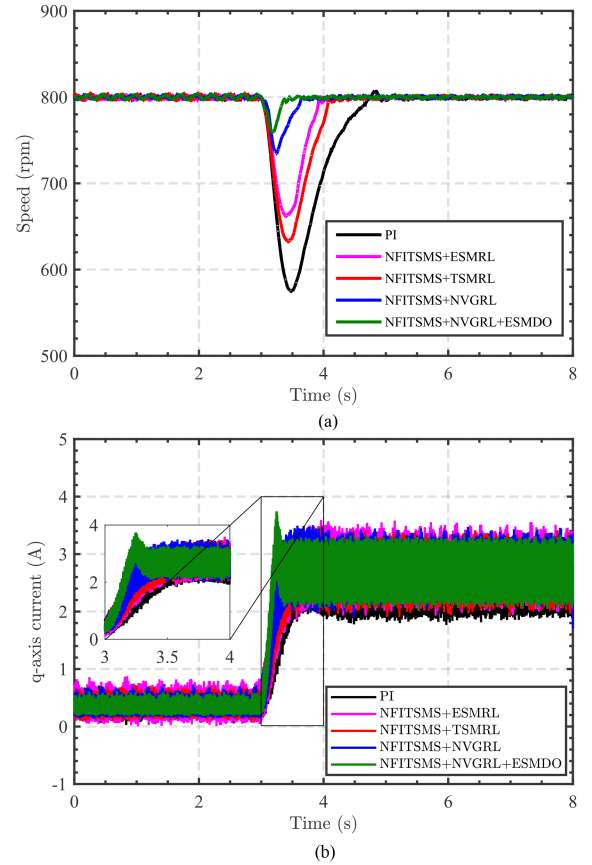 900
800
700
600
500
Speed (rpm)
PI
NFITSMS+ESMRL
NFITSMS+TSMRL
NFITSMS+NVGRL
NFITSMS+NVGRL+ESMDO
0 2 4 6 8
Time (s)
(a)
5
4
3
2
1
0
-1
q-axis current (A)
4
2
0
3 3.5 4
PI
NFITSMS+ESMRL
NFITSMS+TSMRL
NFITSMS+NVGRL
NFITSMS+NVGRL+ESMDO
0 2 4 6 8
Time (s)
(b)